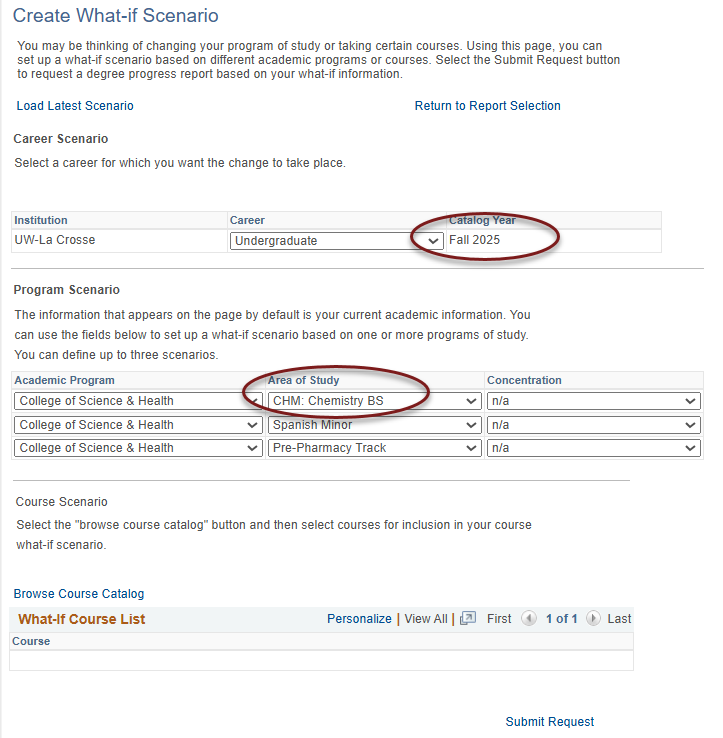 Create What-if Scenario
You may be thinking of changing your program of study or taking certain courses. Using this page, you can
set up a what-if scenario based on different academic programs or courses. Select the Submit Request button
to request a degree progress report based on your what-if information.
Load Latest Scenario Return to Report Selection
Career Scenario
Select a career for which you want the change to take place.
Institution Career Catalog Year
UW-La Crosse Undergraduate Fall 2025
Program Scenario
The information that appears on the page by default is your current academic information. You
can use the fields below to set up a what-if scenario based on one or more programs of study.
You can define up to three scenarios.
Academic Program Area of Study Concentration
College of Science & Health CHM: Chemistry BS n/a
College of Science & Health Spanish Minor n/a
College of Science & Health Pre-Pharmacy Track n/a
Course Scenario
Select the "browse course catalog" button and then select courses for inclusion in your course
what-if scenario.
Browse Course Catalog
What-If Course List Personalize | View All | First 1 of 1 Last
Course
Submit Request